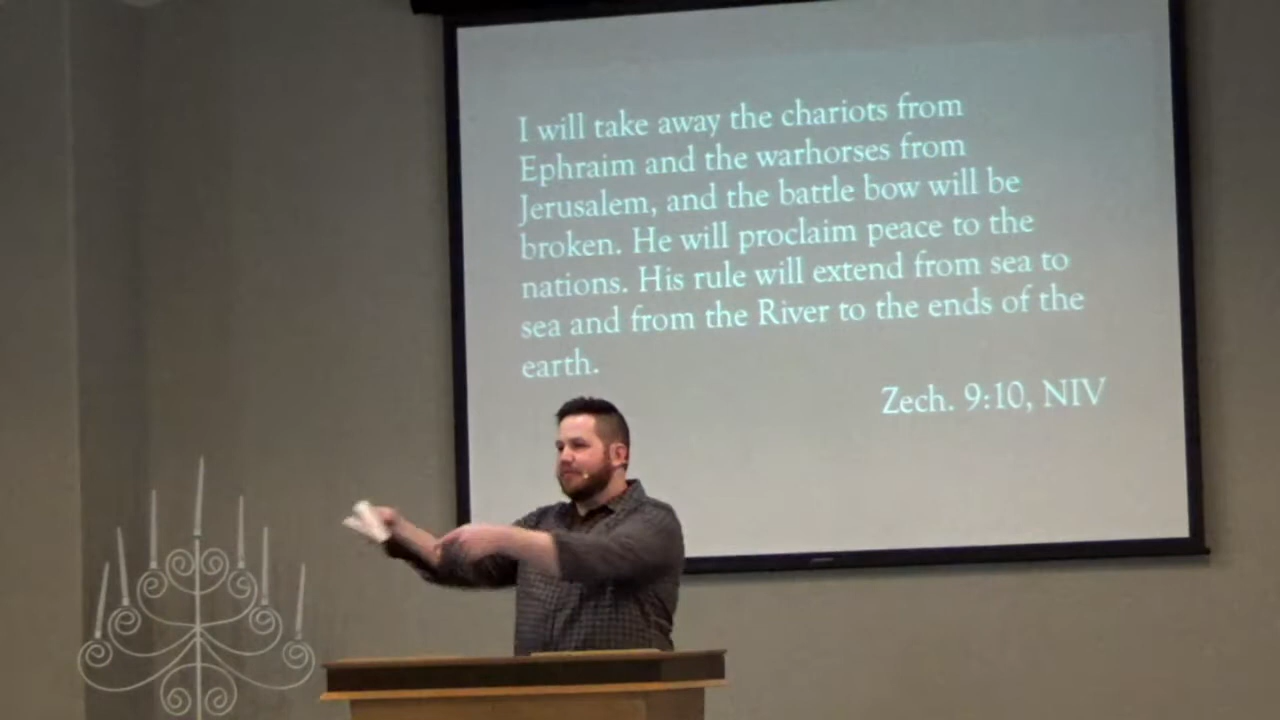 I will take away the chariots from
Ephraim and the warhorses from
Jerusalem, and the battle bow will be
broken. He will proclaim peace to the
nations. His rule will extend from sea to
sea and from the River to the ends of the
earth.
Zech. 9:10, NIV